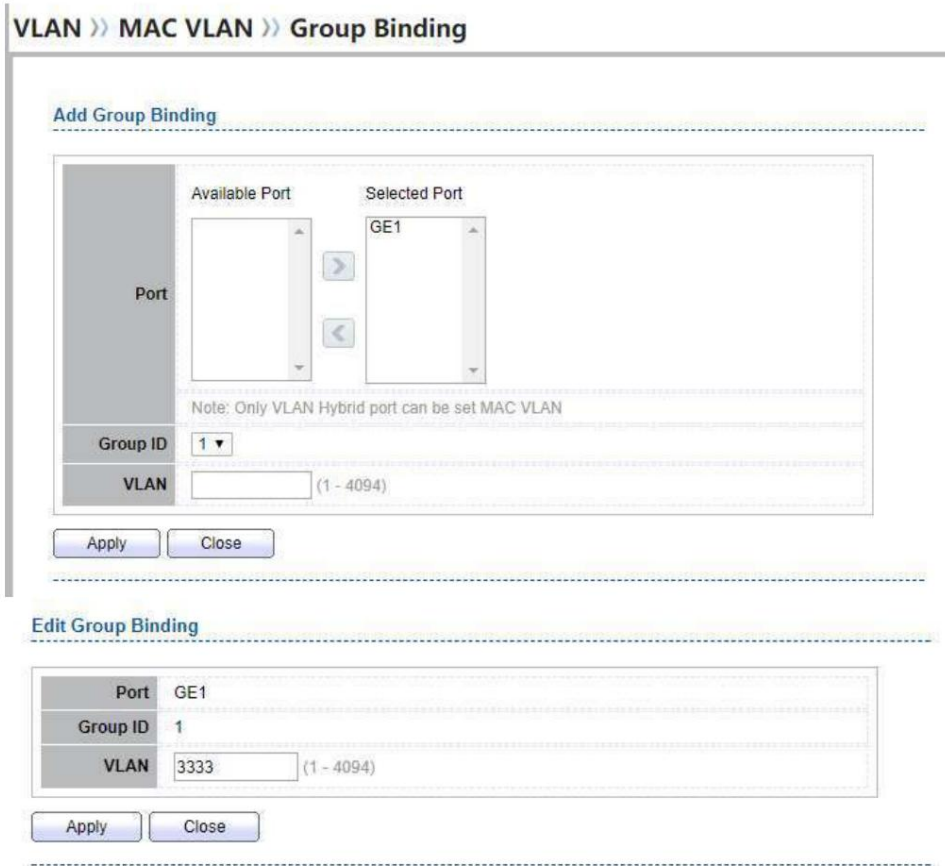 VLAN » MAC VLAN » Group Binding
Add Group Binding
Available Port Selected Port
GE1
Port
Note: Only VLAN Hybrid port can be set MAC VLAN
Group ID 1
VLAN (1 - 4094)
Apply Close
Edit Group Binding
Port GE1
Group ID 1
VLAN 3333 (1 - 4094)
Apply Close